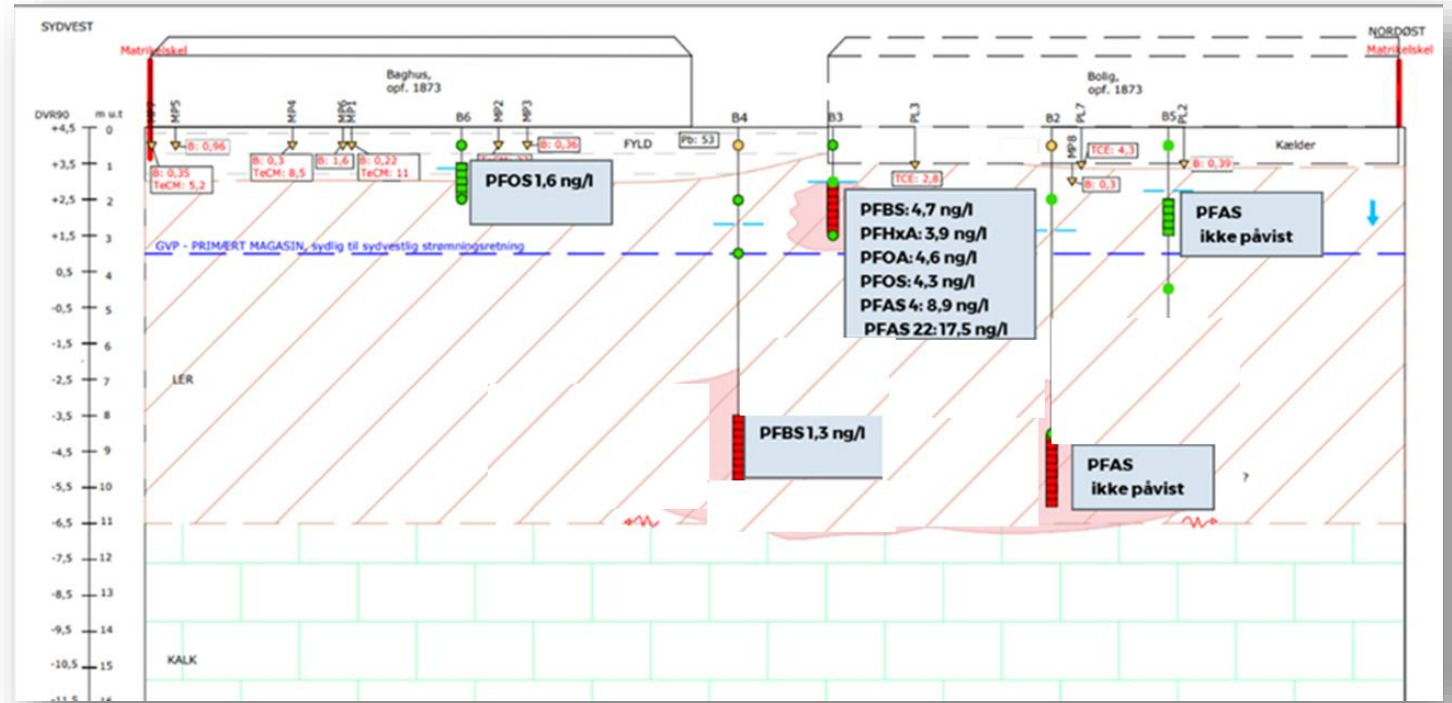 SYDVEST
NORDØST
Matrikelskel
Matrikelskel
Baghus,
opf. 1873
Bolig,
opf. 1873
DVR90
m u.t
MP7
MP5
MP4
MP6
MP1
B6
MP2
MP3
B4
B3
PL3
B2
MP8
PL7
B5
PL2
+4,5
0
B: 0,96
B: 0,36
FYLD
Pb: 53
Kælder
TCE: 4,3
+3,5
1
B: 0,3
TeCM: 8,5
B: 1,6
B: 0,22
TeCM: 11
B: 0,39
B: 0,35
TeCM: 5,2
TCE: 2,8
B: 0,3
PFOS 1,6 ng/l
+2,5
2
PFBS: 4,7 ng/l
PFHxA: 3,9 ng/l
PFOA: 4,6 ng/l
PFOS: 4,3 ng/l
PFAS 4: 8,9 ng/l
PFAS 22: 17,5 ng/l
PFAS
ikke påvist
+1,5
3
GVP - PRIMÆRT MAGASIN, sydlig til sydvestlig strømningsretning
0,5
4
-0,5
5
-1,5
6
-2,5
7
LER
-3,5
8
PFBS 1,3 ng/l
-4,5
9
PFAS
ikke påvist
?
-5,5
10
-6,5
11
-7,5
12
-8,5
13
-9,5
14
-10,5
15
KALK
-11,5